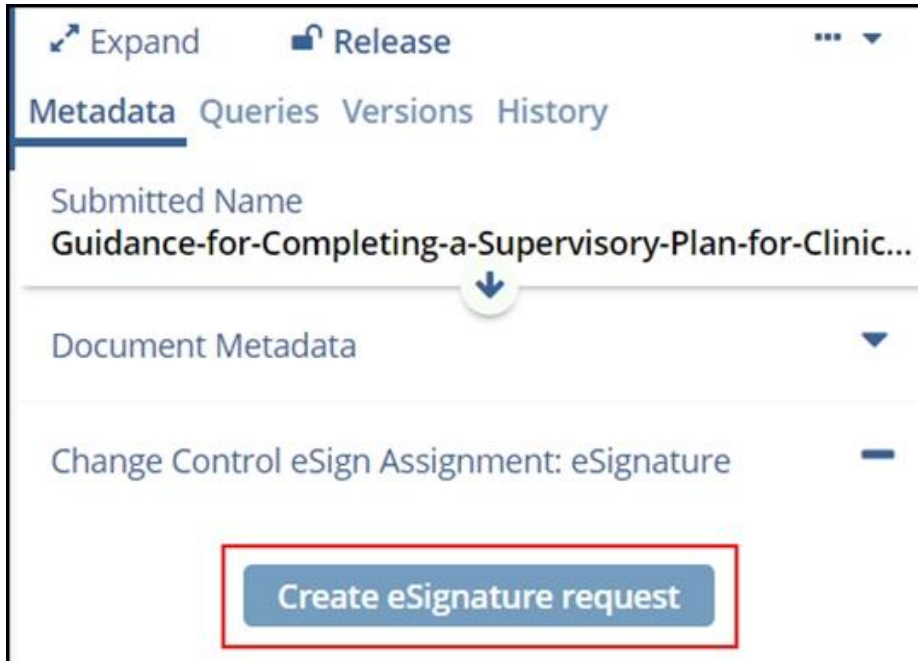 Expand Release ...
Metadata Queries Versions History
Submitted Name
Guidance-for-Completing-a-Supervisory-Plan-for-Clinic...
Document Metadata
Change Control eSign Assignment: eSignature
Create eSignature request